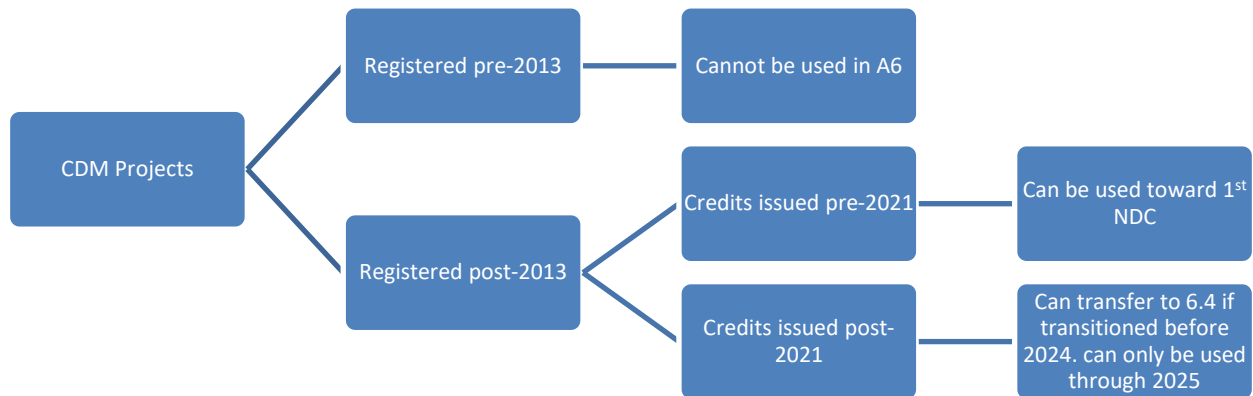 Registered pre-2013
Cannot be used in A6
CDM Projects
Credits issued pre-2021
Can be used toward 1st
NDC
Registered post-2013
Credits issued post-
2021
Can transfer to 6.4 if
transitioned before
2024. can only be used
through 2025